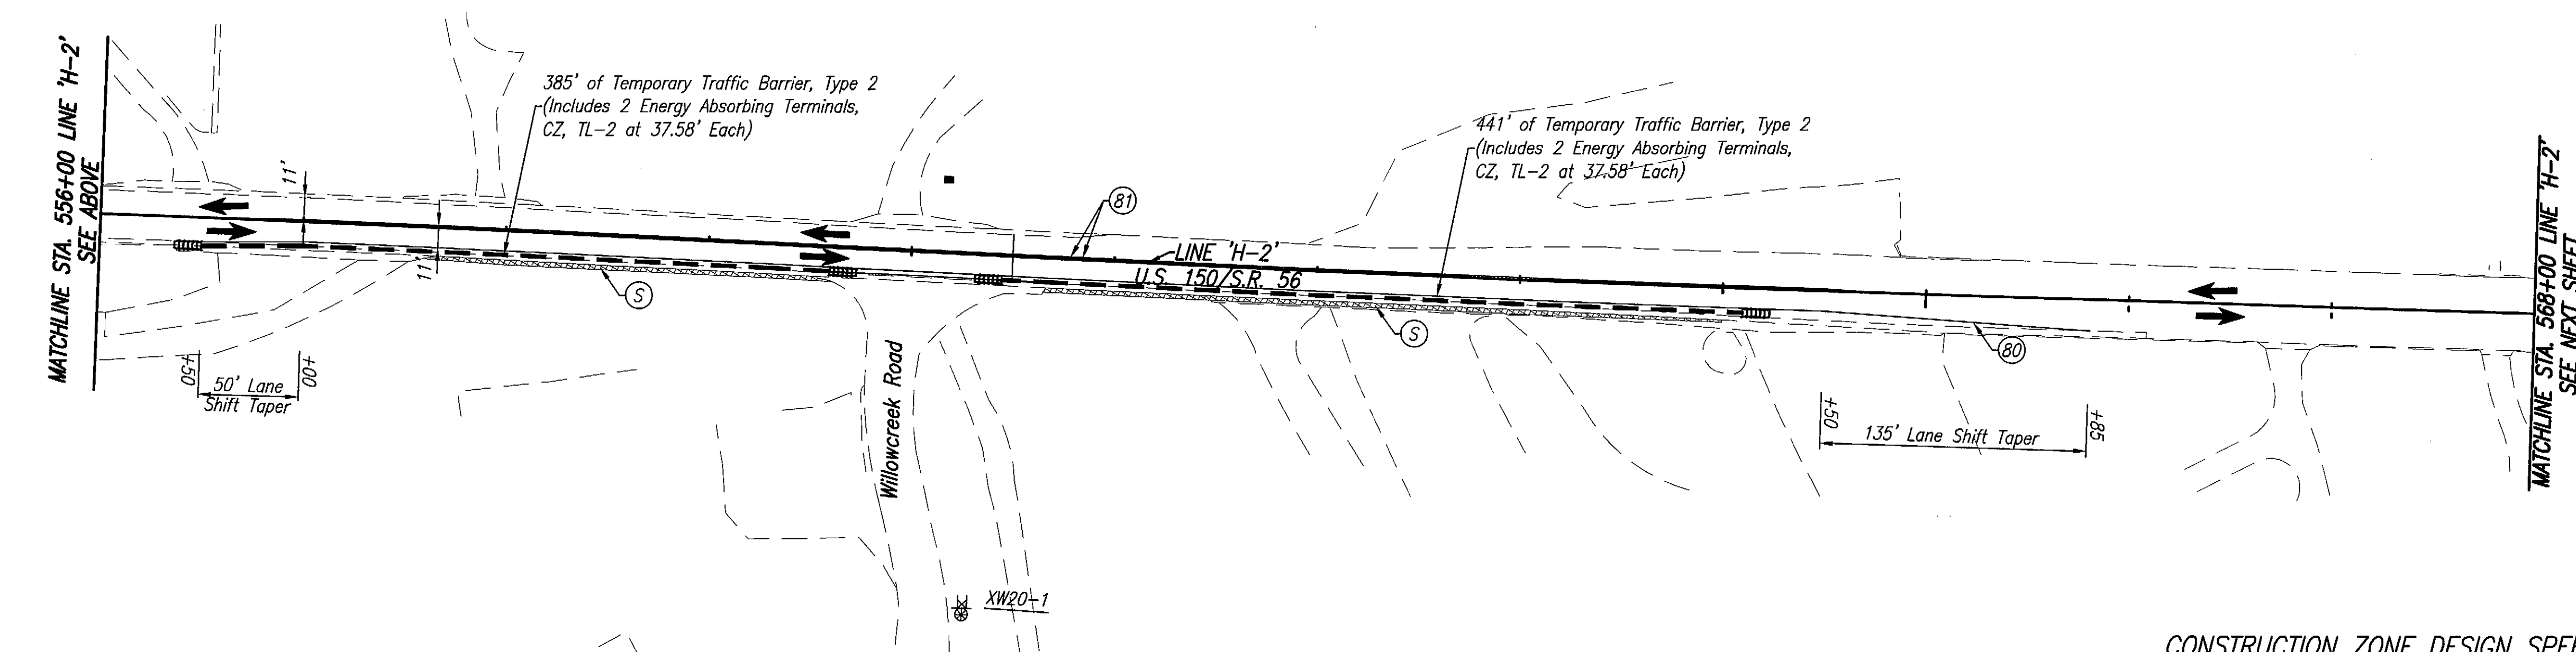 MATCHLINE STA. 556+00 LINE 'H-2'
SEE ABOVE
11'
385' of Temporary Traffic Barrier, Type 2
(Includes 2 Energy Absorbing Terminals,
CZ, TL-2 at 37.58' Each)
441' of Temporary Traffic Barrier, Type 2
(Includes 2 Energy Absorbing Terminals,
CZ, TL-2 at 37.58' Each)
81
LINE 'H-2'
U.S. 150/S.R. 56
11'
S
S
80
+50
+00
50' Lane
Shift Taper
Willowcreek Road
+50
+85
135' Lane Shift Taper
XW20-1
MATCHLINE STA. 568+00 LINE 'H-2'
SEE NEXT SHEET
CONSTRUCTION ZONE DESIGN